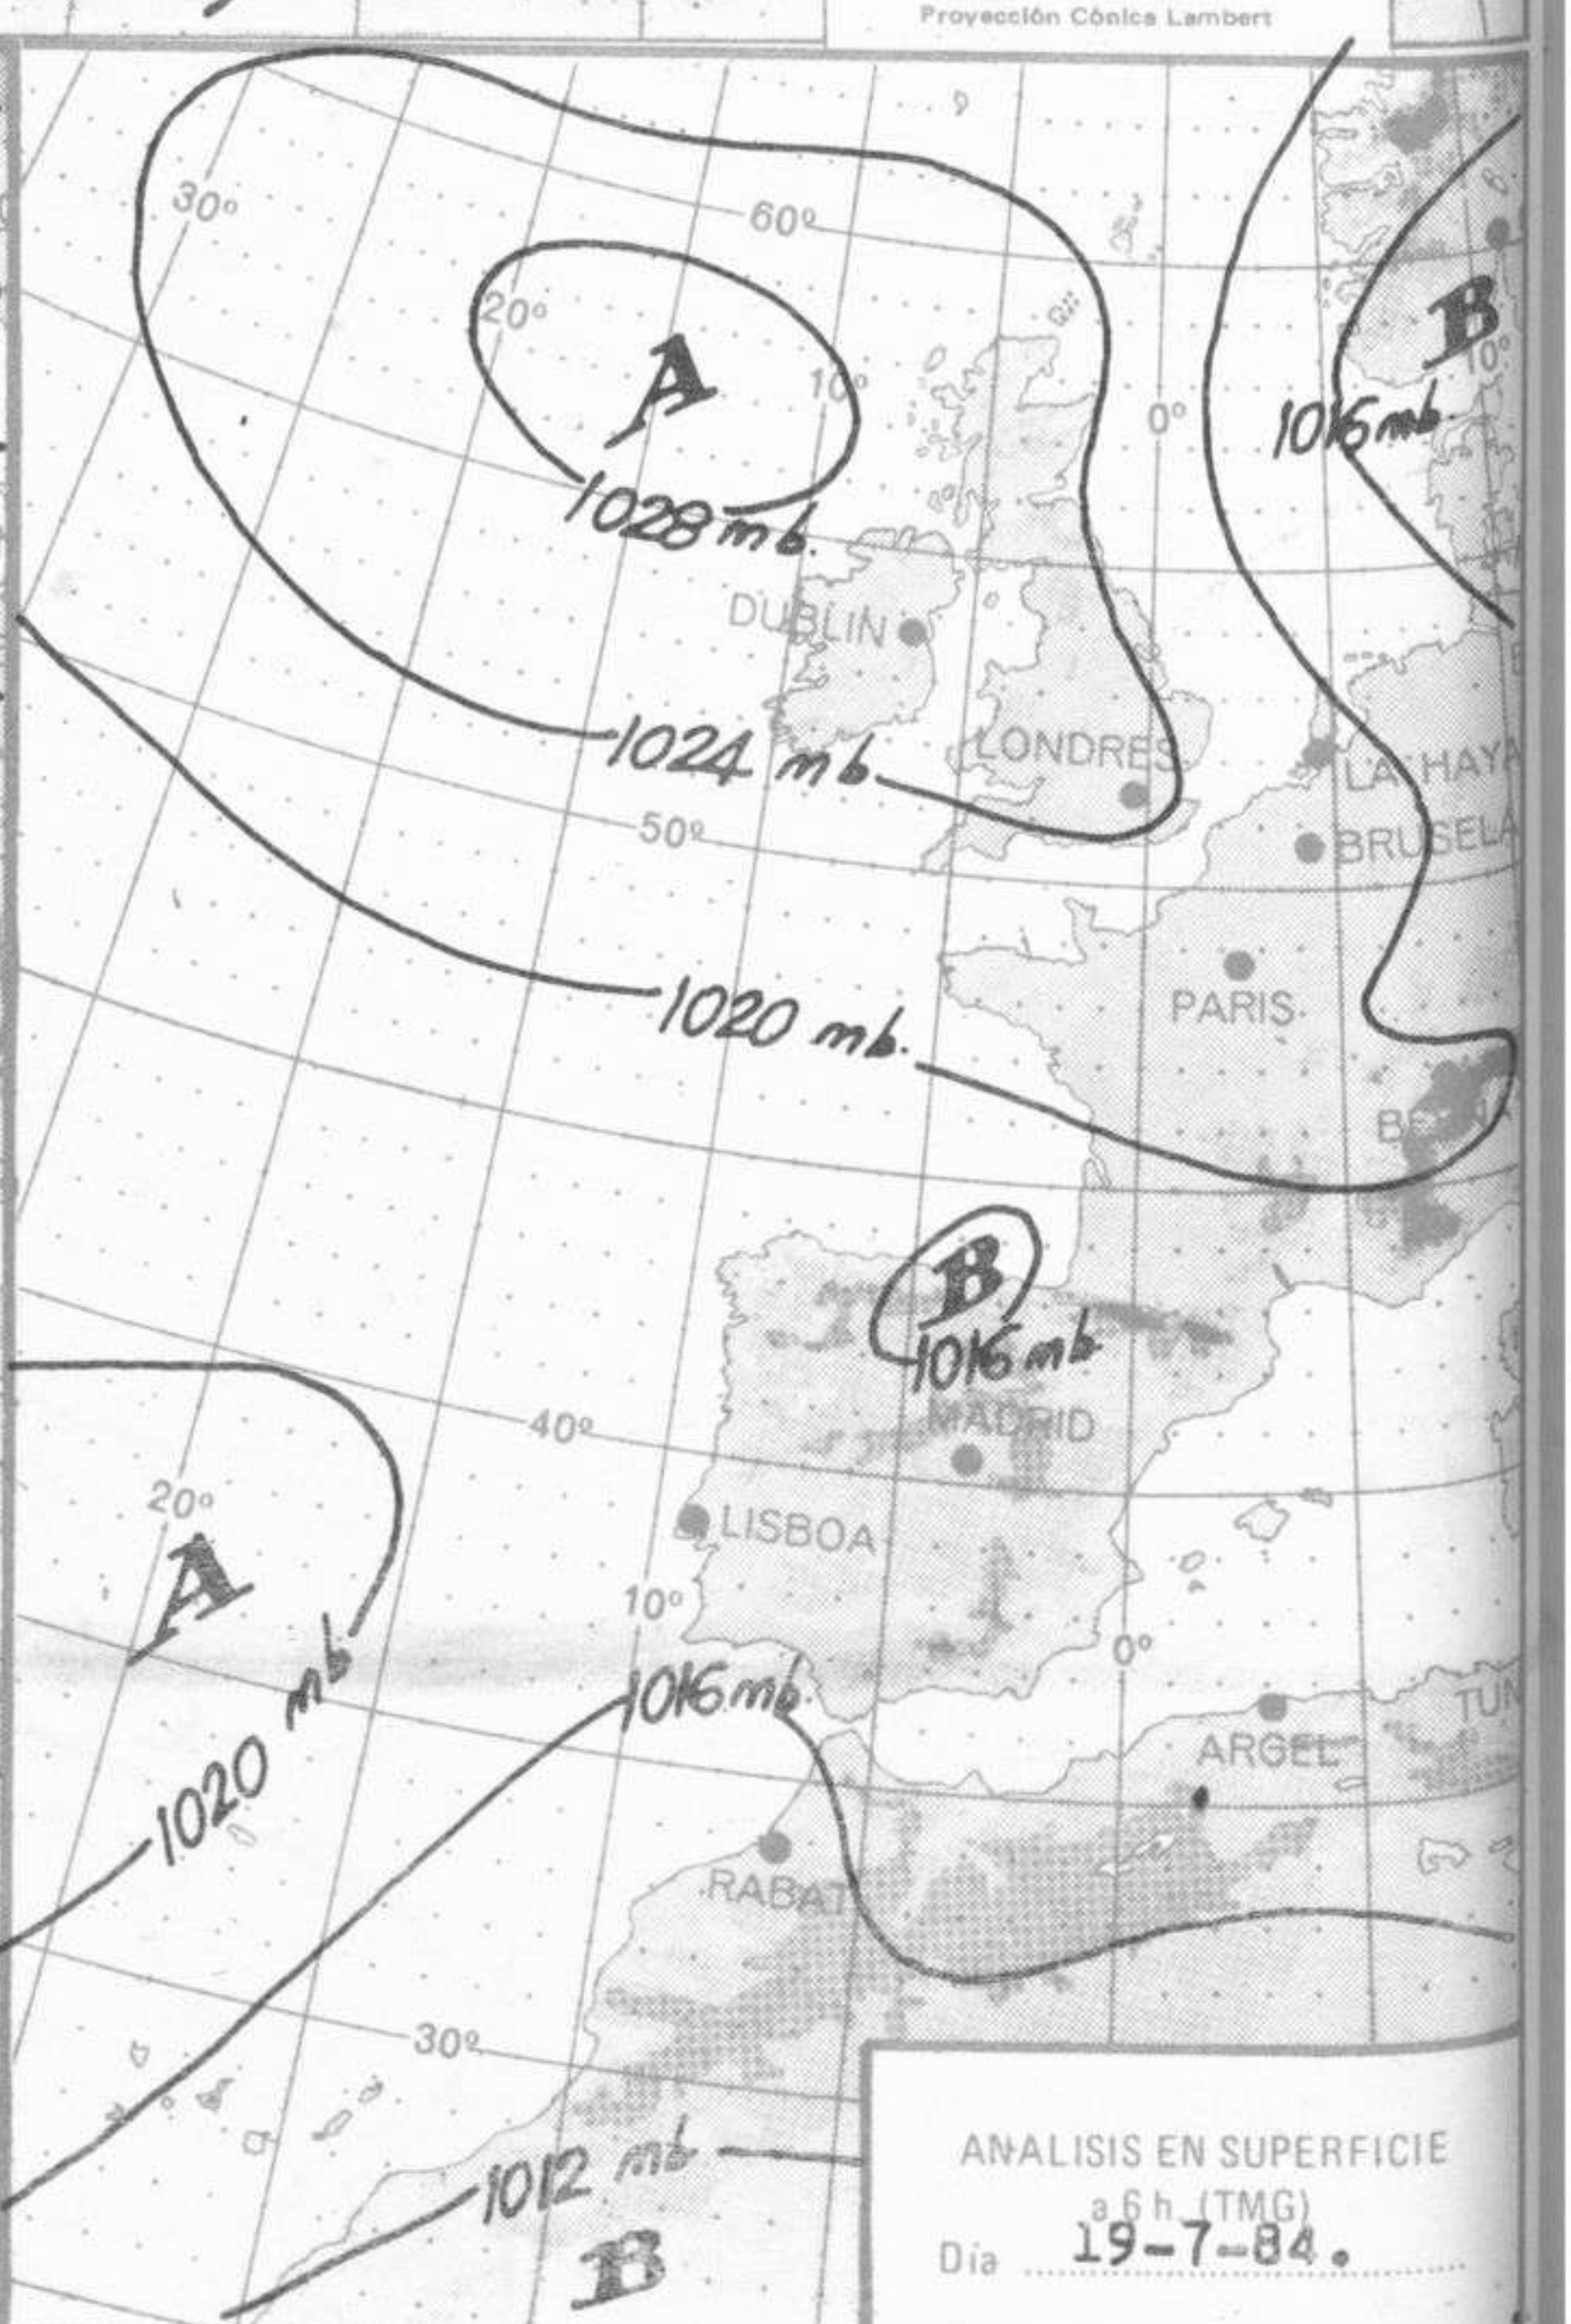 Proyección Cónica Lambert
30º
60º
20º
A
10º
0º
B
10º
1016 mb.
1028 mb.
DUBLIN
1024 mb.
LONDRES
LA HAYA
50º
BRUSELA
1020 mb.
PARIS
B
1016 mb
40º
MADRID
20º
A
LISBOA
10º
0º
1020 mb
1016 mb.
TUN
ARGEL
RABAT
30º
1012 mb
B
ANALISIS EN SUPERFICIE
a 6 h. (TMG)
Día 19-7-84.